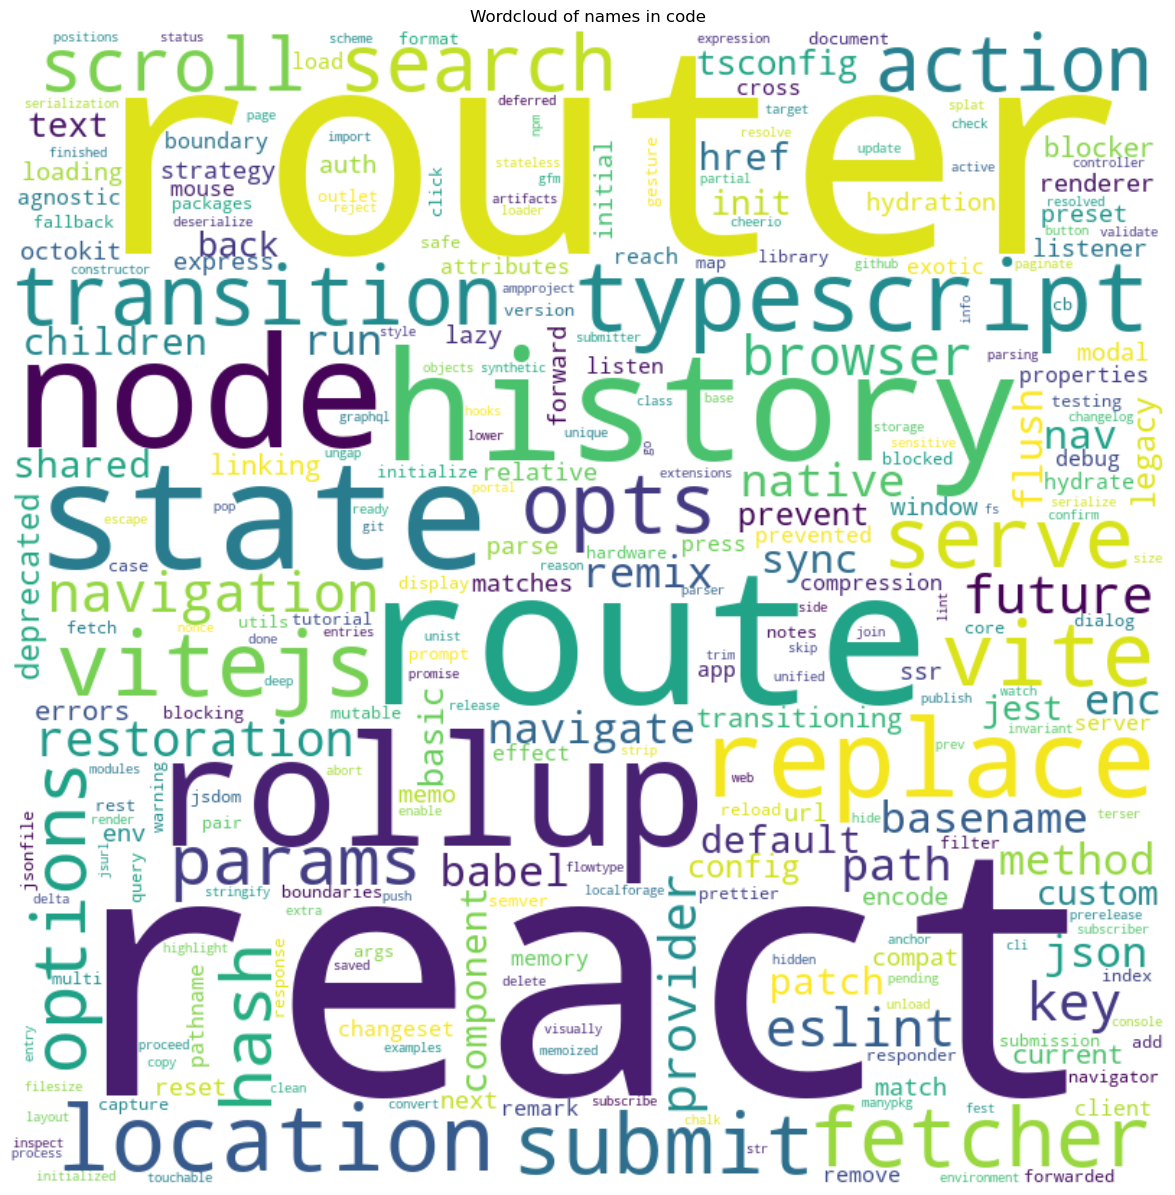 Wordcloud of names in code
positions status scheme format expression document
scroll load search tsconfig action
cross
serialization router deferred target splat
text page import npm resolve check
finished boundary auth stateless gesture href update blocker
loading strategy initial active controller
mouse outlet click gfm partial renderer
agnostic packages reject artifacts init hydration resolved
fallback deserialize loader cheerio preset
back safe button validate
octokit express reach map library listener
constructor attributes github exotic paginate
transition ampproject typescript info cb
version
children run style lazy forward submitter browser parsing modal
node history listen properties
objects synthetic class base testing
graphql hooks unique storage changelog
lower go sensitive flush nav legacy
shared linking ungap initialize relative extensions blocked debug
native hydrate
deprecated state portal opts window fs serialize
escape pop ready prevent confirm
git parse hardware press prevented serve
case reason sync size
navigation display matches remix parser compression lint future
utils tutorial route side
fetch nonce entries unist notes join core dialog
done prompt trim skip
vitejs deep promise app unified ssr vite
release publish watch enc
errors blocking mutable basic transitioning jest server
restoration navigate invariant
effect strip replace prev
options modules warning abort rollup web
jsdom memo reload url hide terser
rest render pair enable basename
env default filter
jsonfile jsurl query params babel flowtype config path method
delta stringify boundaries push localforage prettier encode custom
extra semver prerelease
component provider anchor subscriber
highlight hash args memory hidden compat cli json
multi response saved delete patch pending index
pathname react key
changeset visually eslint unload console
entry proceed examples memoized submission add
copy responder current
filesize reset clean match navigator
layout capture convert next remark subscribe manypkg fest client
chalk
inspect location submit str fetcher
process
initialized touchable remove environment forwarded